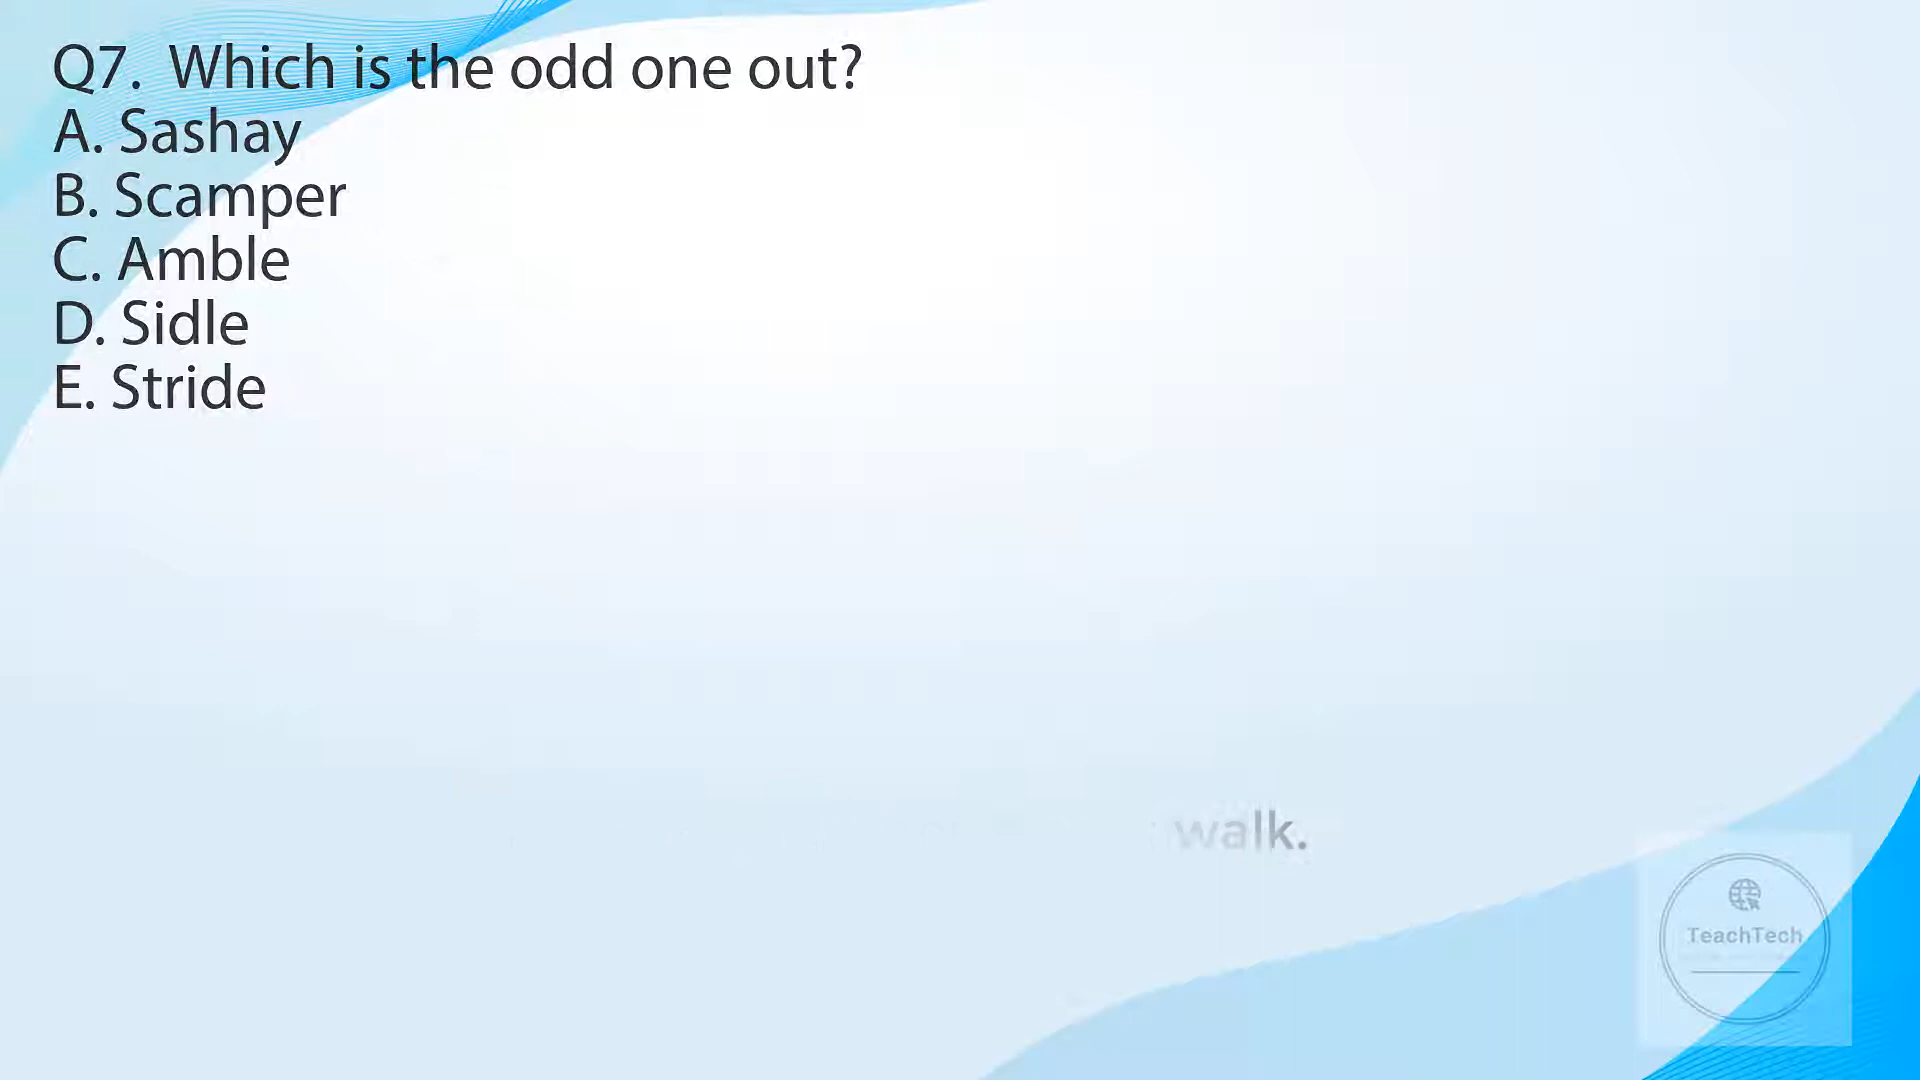 Q7. Which is the odd one out?
A. Sashay
B. Scamper
C. Amble
D. Sidle
E. Stride
walk.
TeachTech